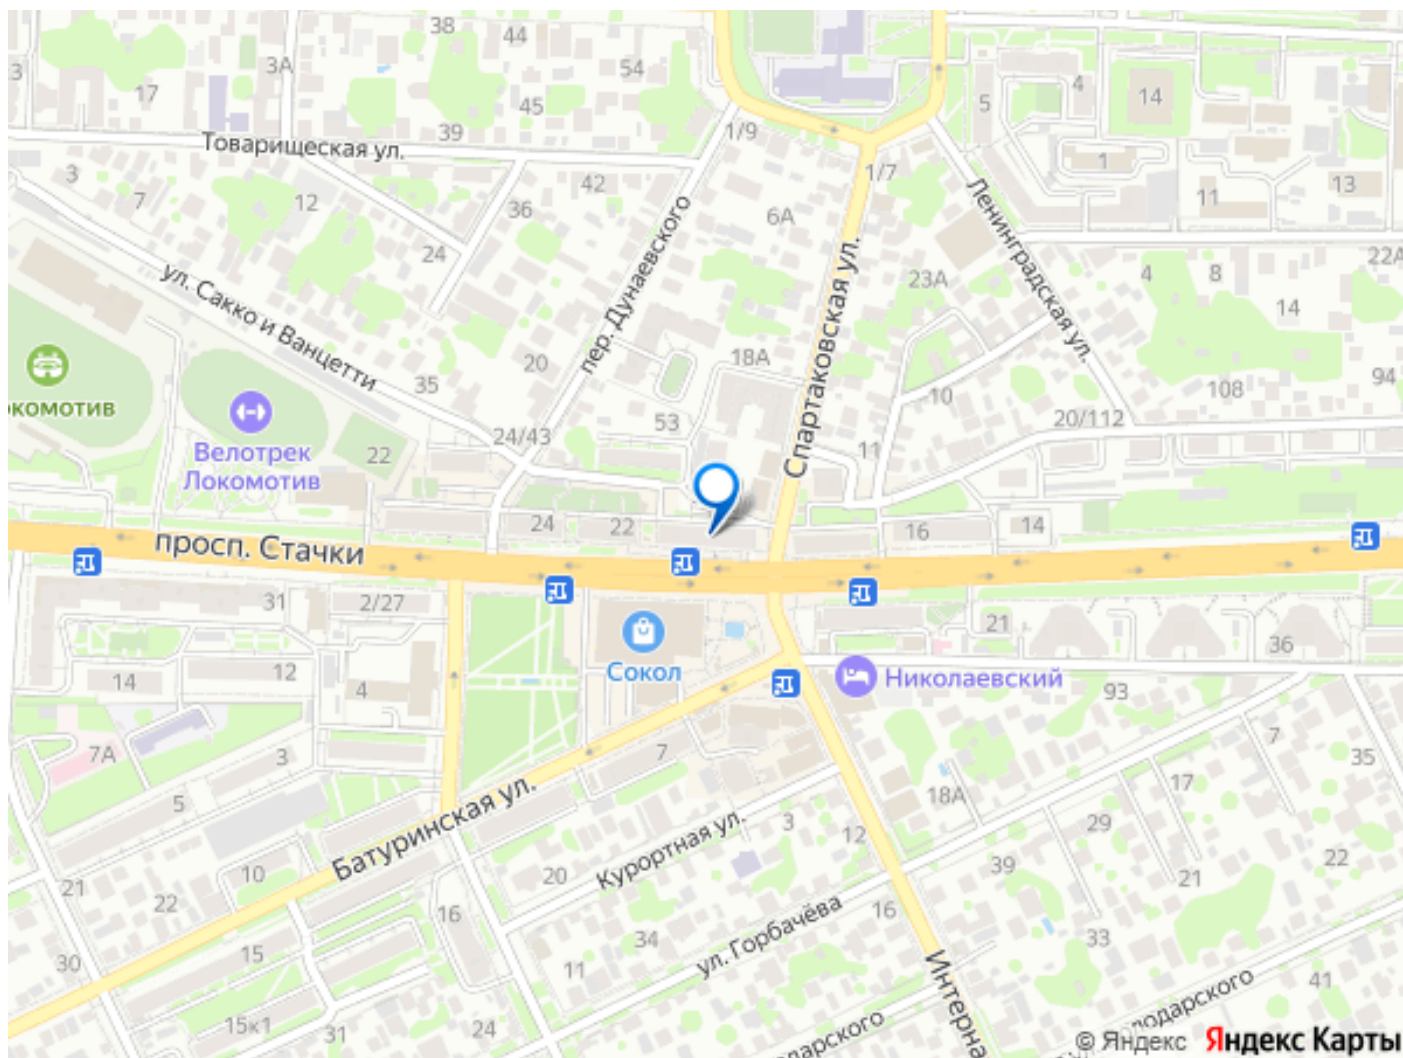 38
44
3А
54
3
17
45
39
4
5
14
1/9
Товарищеская ул.
1/7
1
3
7
12
42
36
6А
11
13
24
пер. Дунаевского
Спартаковская ул.
Ленинградская ул.
22А
ул. Сакко и Ванцетти
23А
4
8
14
20
18А
35
10
108
94
окомотив
53
20/112
24/43
11
Велотрек
Локомотив
22
24
22
16
14
просп. Стачки
31
2/27
21
36
Сокол
12
14
4
Николаевский
93
7А
3
7
7
35
5
17
18А
Батуринская ул.
Курортная ул.
3
12
29
22
10
20
39
21
21
22
16
ул. Горбачёва
16
34
33
15
30
11
Интерна
41
15к1
31
24
дарского
лодарского
© Яндекс Яндекс Карты